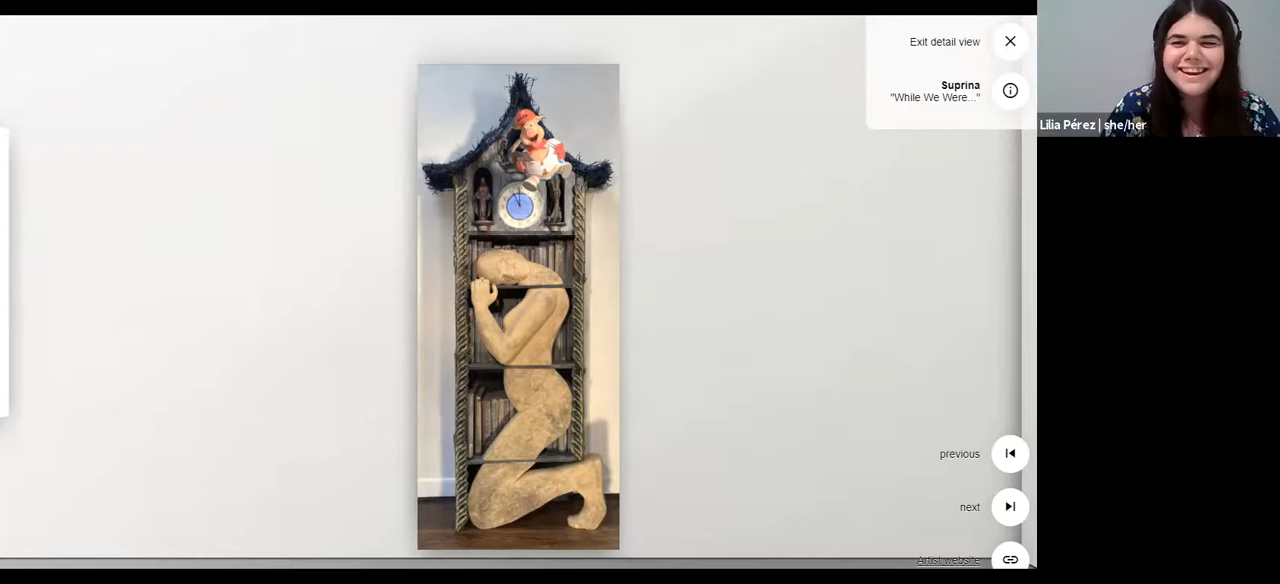 Exit detail view
Suprina
"While We Were..."
Lilia Pérez | she/her
previous
next
Artist website